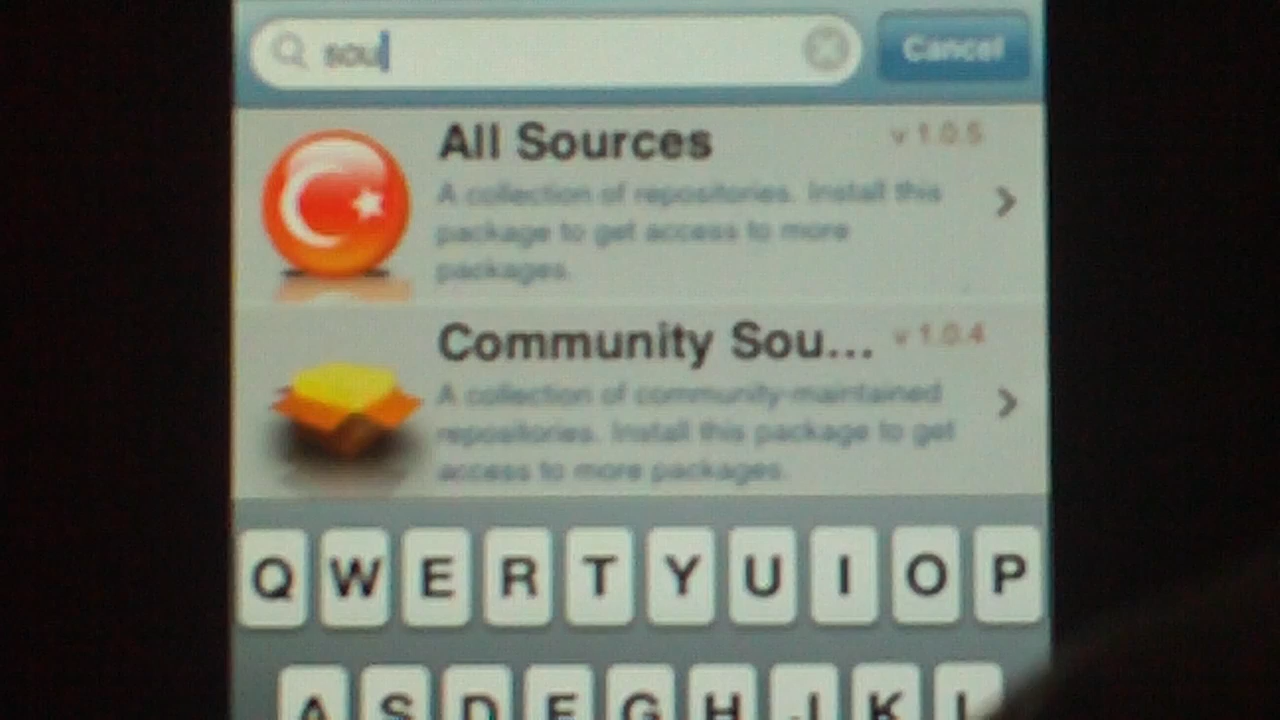 sou
Cancel
All Sources
v 1.0.5
A collection of repositories. Install this
package to get access to more
packages.
Community Sou...
v 1.0.4
A collection of community-maintained
repositories. Install this package to get
access to more packages.
Q W E R T Y U I O P
A S D F G H J K L